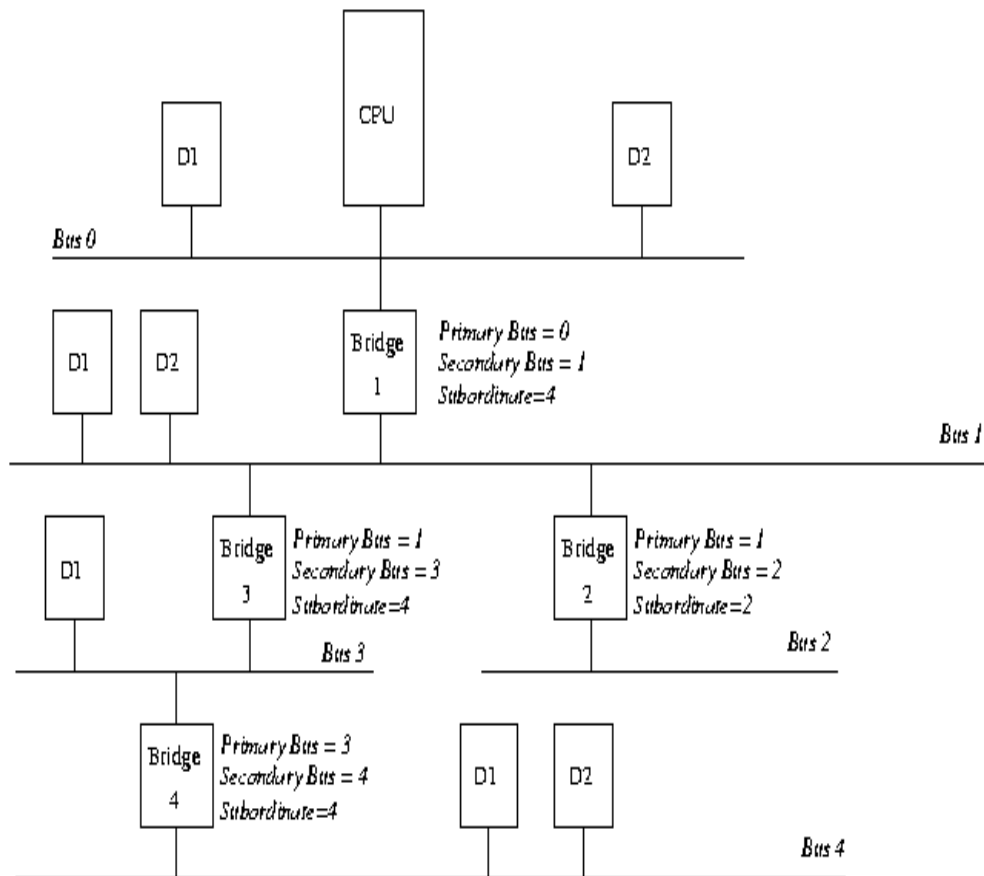 CPU
D1
D2
Bus 0
D1
D2
Bridge
1
Primary Bus = 0
Secondary Bus = 1
Subordinate=4
Bus 1
D1
Bridge
3
Primary Bus = 1
Secondary Bus = 3
Subordinate=4
Bridge
2
Primary Bus = 1
Secondary Bus = 2
Subordinate=2
Bus 3
Bus 2
Bridge
4
Primary Bus = 3
Secondary Bus = 4
Subordinate=4
D1
D2
Bus 4